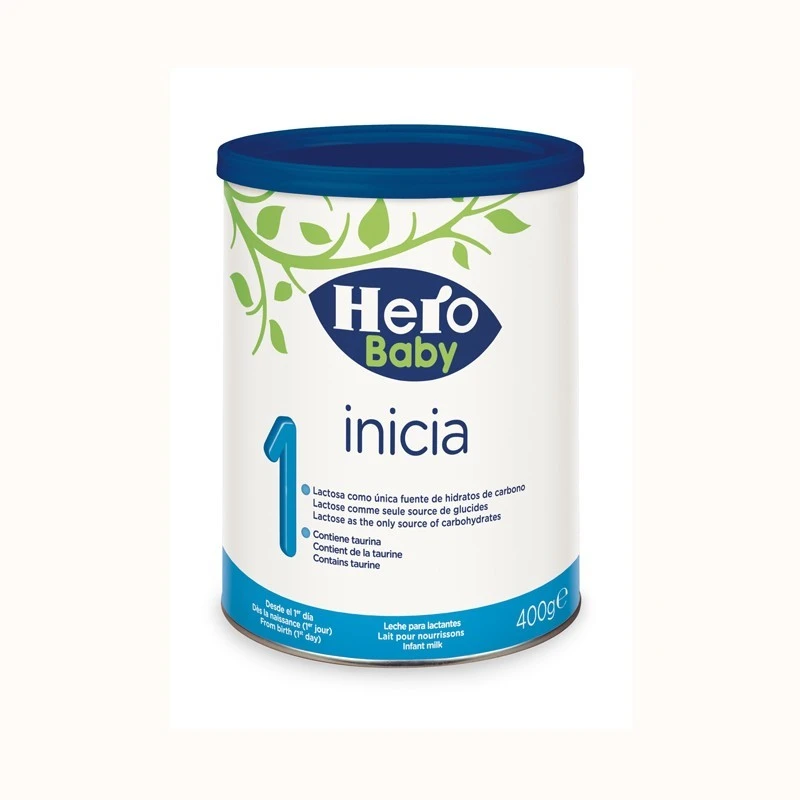 Hero
Baby
inicia
1
Lactosa como única fuente de hidratos de carbono
Lactose comme seule source de glucides
Lactose as the only source of carbohydrates
Contiene taurina
Contient de la taurine
Contains taurine
Desde el 1er día
Dès la naissance (1er jour)
From birth (1st day)
Leche para lactantes
Lait pour nourrissons
Infant milk
400g℮